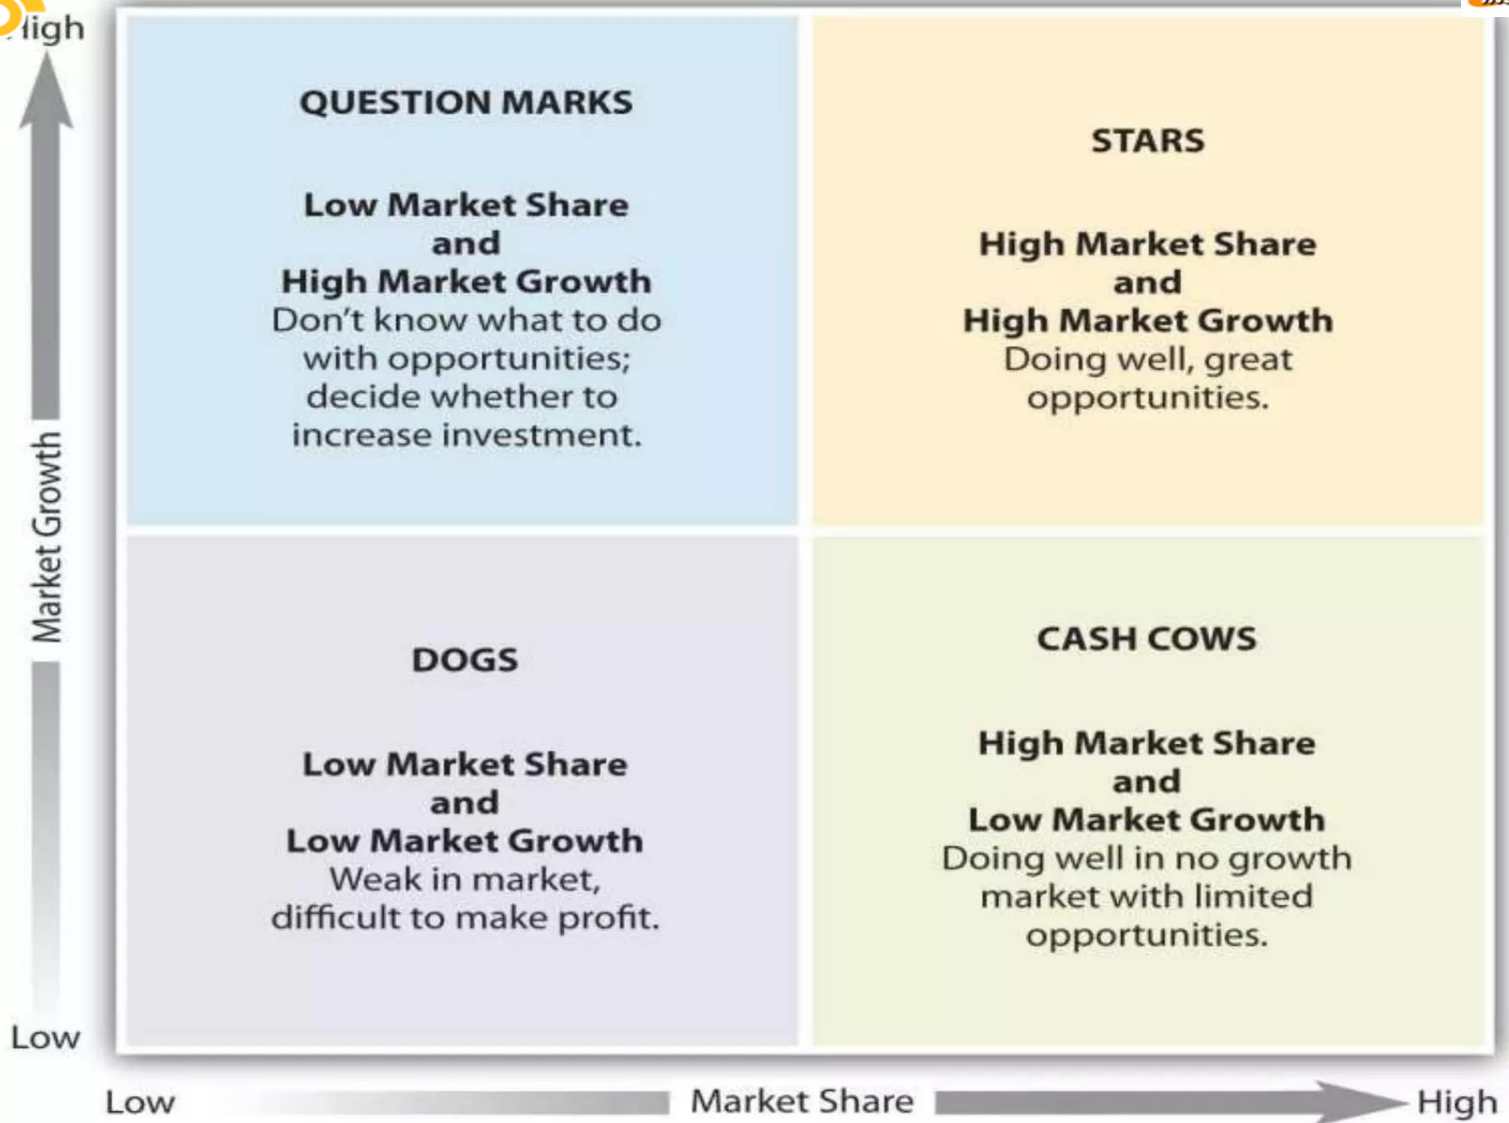 High
QUESTION MARKS
Low Market Share
and
High Market Growth
Don't know what to do
with opportunities;
decide whether to
increase investment.
STARS
High Market Share
and
High Market Growth
Doing well, great
opportunities.
Market Growth
DOGS
Low Market Share
and
Low Market Growth
Weak in market,
difficult to make profit.
CASH COWS
High Market Share
and
Low Market Growth
Doing well in no growth
market with limited
opportunities.
Low
Low
Market Share
High